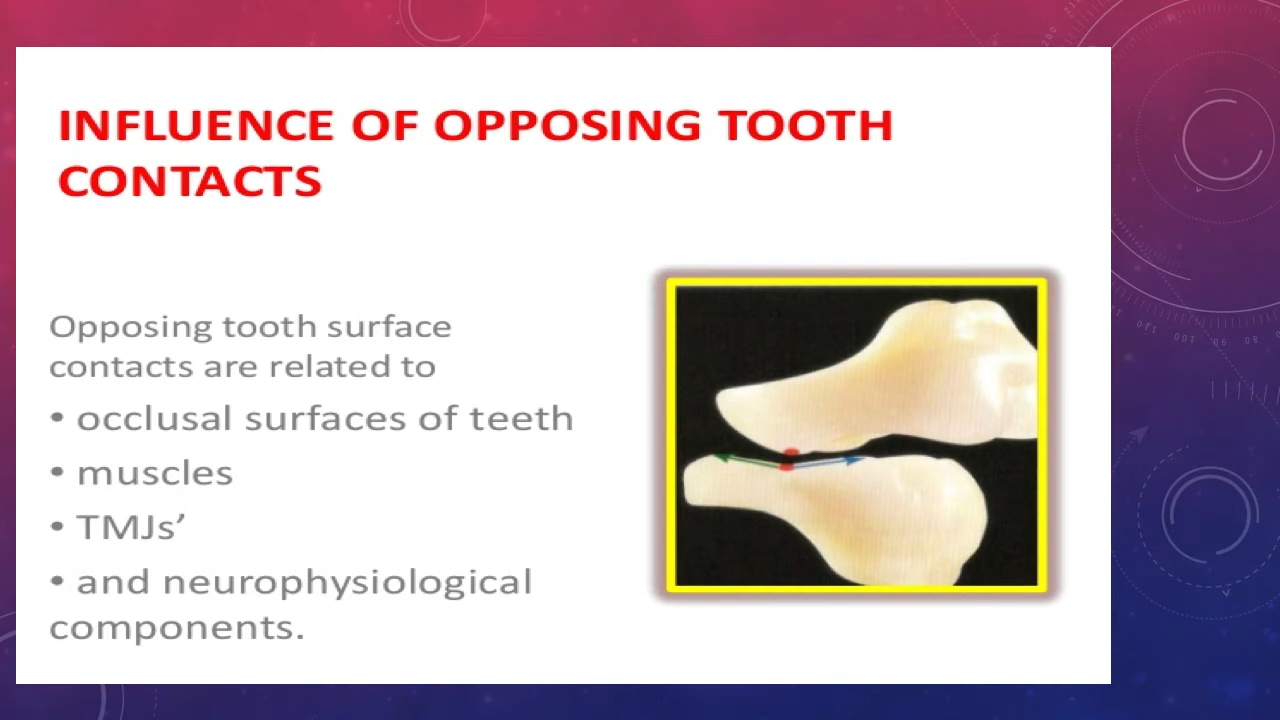 INFLUENCE OF OPPOSING TOOTH
CONTACTS
Opposing tooth surface
contacts are related to
• occlusal surfaces of teeth
• muscles
• TMJs’
• and neurophysiological
components.